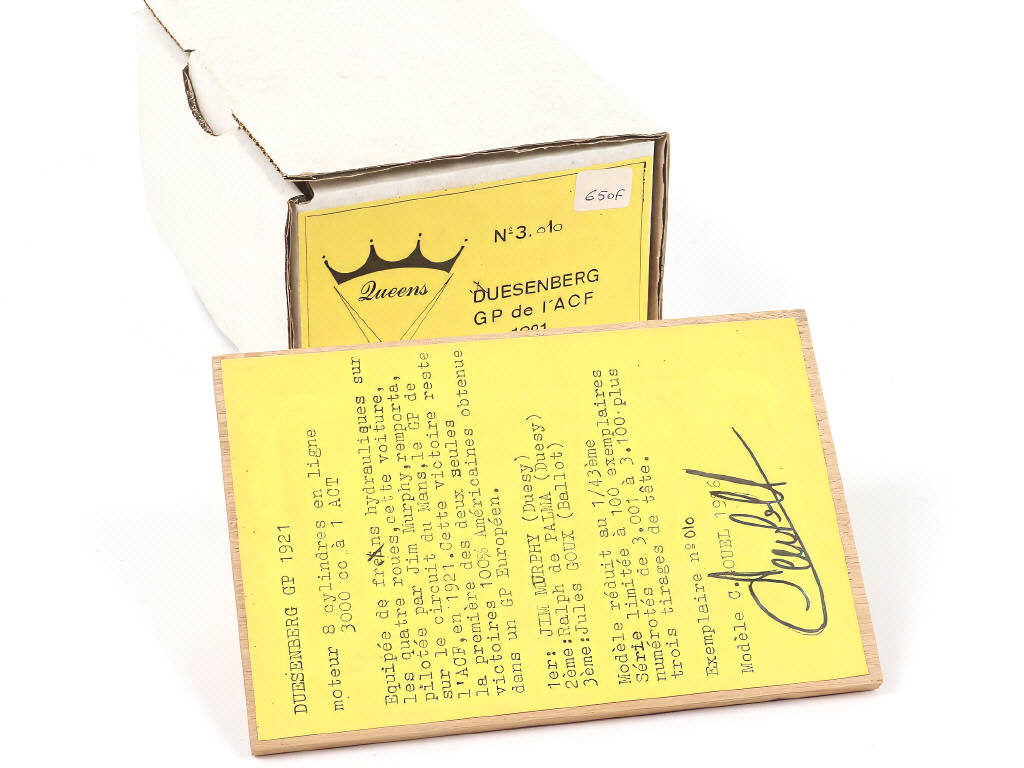 650F
N°3.010
Queens
DUESENBERG
GP de l'ACF
1921
DUESENBERG GP 1921
moteur 8 cylindres en ligne
3000 cc à 1 ACT
Equipée de freins hydrauliques sur
les quatre roues,cette voiture,
pilotée par Jim Murphy,remporta,
sur le circuit du Mans,le GP de
l'ACF,en 1921.Cette victoire reste
la première des deux seules
victoires 100% Américaines obtenue
dans un GP Européen.
1er: JIM MURPHY (Duesy)
2ème:Ralph de PALMA (Duesy)
3ème:Jules GOUX (Ballot)
Modèle réduit au 1/43ème
Série limitée à 100 exemplaires
numérotés de 3,001 à 3.100.plus
trois tirages de tête.
Exemplaire n°010
Modèle C. OUEL 1986